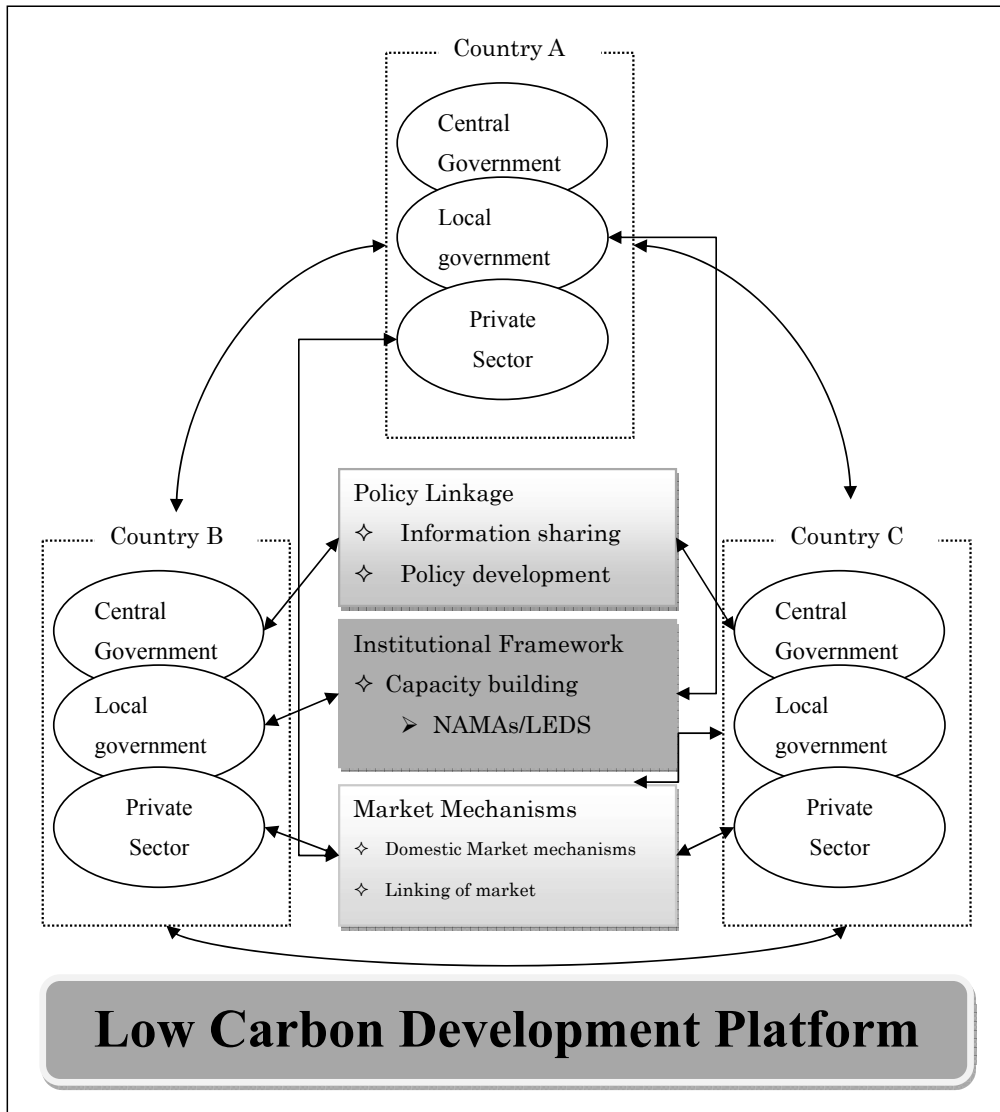 Country A
Central
Government
Local
government
Private
Sector
Policy Linkage
✧ Information sharing
✧ Policy development
Institutional Framework
✧ Capacity building
➢ NAMAs/LEDS
Market Mechanisms
✧ Domestic Market mechanisms
✧ Linking of market
Country B
Central
Government
Local
government
Private
Sector
Country C
Central
Government
Local
government
Private
Sector
Low Carbon Development Platform